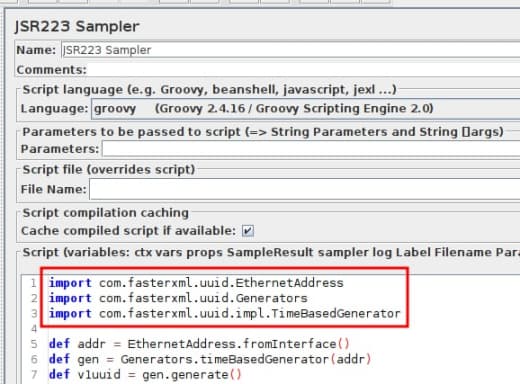 JSR223 Sampler
Name: JSR223 Sampler
Comments:
Script language (e.g. Groovy, beanshell, javascript, jexl ...)
Language: groovy (Groovy 2.4.16 / Groovy Scripting Engine 2.0)
Parameters to be passed to script (=> String Parameters and String []args)
Parameters:
Script file (overrides script)
File Name:
Script compilation caching
Cache compiled script if available:
Script (variables: ctx vars props SampleResult sampler log Label Filename Para
1 import com.fasterxml.uuid.EthernetAddress
2 import com.fasterxml.uuid.Generators
3 import com.fasterxml.uuid.impl.TimeBasedGenerator
4
5 def addr = EthernetAddress.fromInterface()
6 def gen = Generators.timeBasedGenerator(addr)
7 def v1uuid = gen.generate()